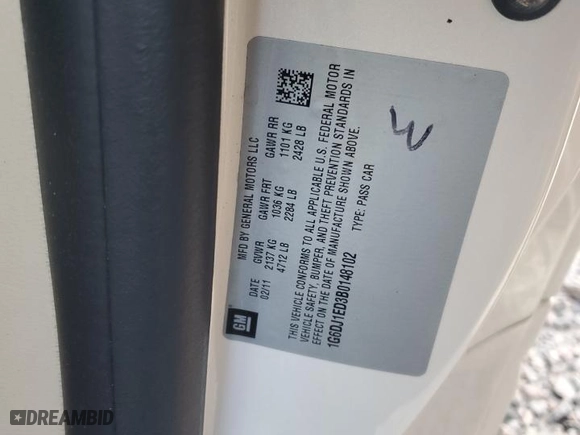 MFD BY GENERAL MOTORS LLC
DATE GVWR GAWR FRT GAWR RR
02/11 2137 KG 1036 KG 1101 KG
4712 LB 2284 LB 2428 LB
THIS VEHICLE CONFORMS TO ALL APPLICABLE U.S. FEDERAL MOTOR
VEHICLE SAFETY, BUMPER, AND THEFT PREVENTION STANDARDS IN
EFFECT ON THE DATE OF MANUFACTURE SHOWN ABOVE.
1G6DJ1ED3B0148102 TYPE: PASS CAR
GM
DREAMBID